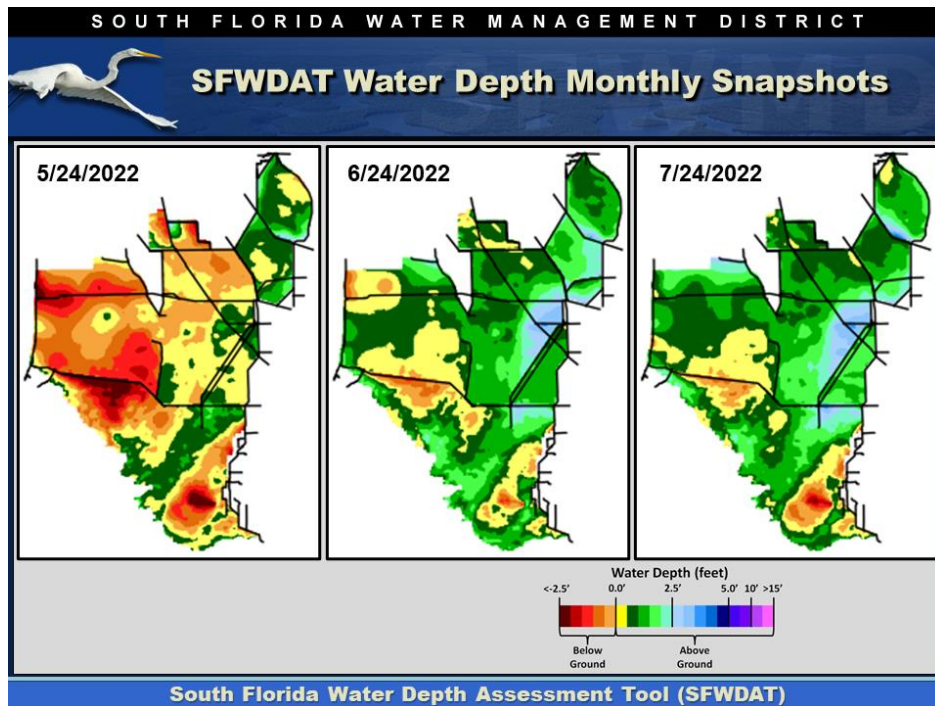 SOUTH FLORIDA WATER MANAGEMENT DISTRICT
SFWDAT Water Depth Monthly Snapshots
5/24/2022
6/24/2022
7/24/2022
Water Depth (feet)
<-2.5' 0.0' 2.5' 5.0' 10' >15'
Below Ground
Above Ground
South Florida Water Depth Assessment Tool (SFWDAT)